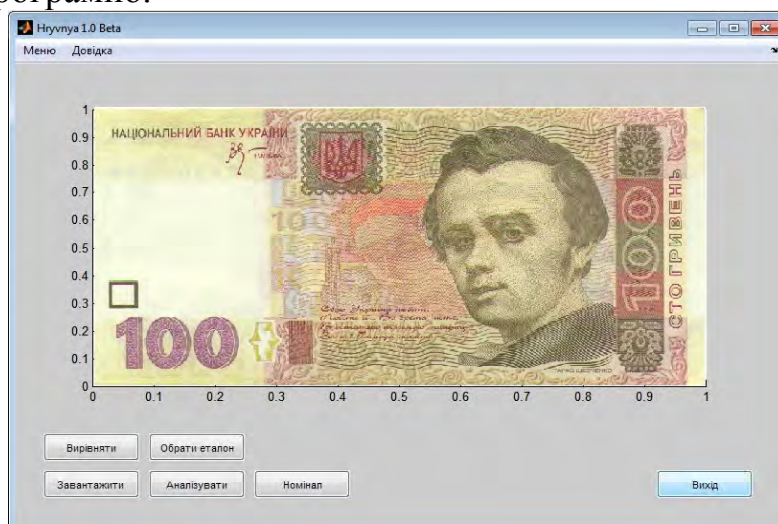 Hryvnya 1.0 Beta
Меню Довідка
1
0.9
0.8
0.7
0.6
0.5
0.4
0.3
0.2
0.1
0
0 0.1 0.2 0.3 0.4 0.5 0.6 0.7 0.8 0.9 1
НАЦІОНАЛЬНИЙ БАНК УКРАЇНИ
100
100
СТО ГРИВЕНЬ
Вирівняти Обрати еталон
Завантажити Аналізувати Номінал Вихід